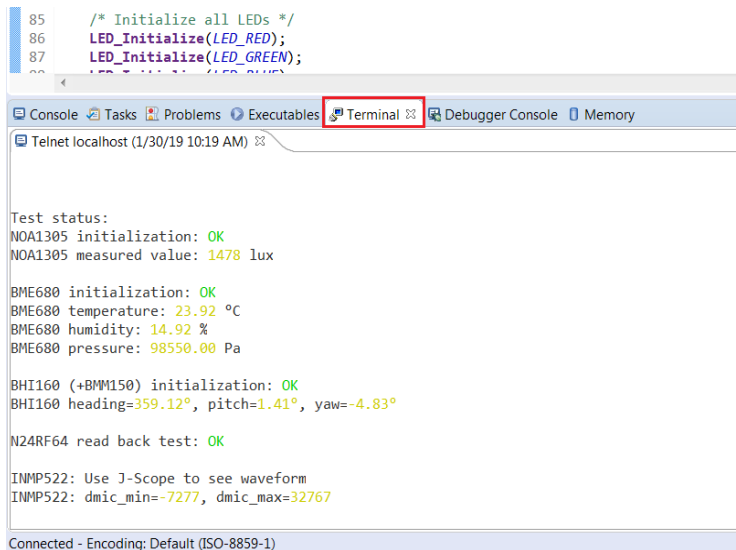 85 /* Initialize all LEDs */
86 LED_Initialize(LED_RED);
87 LED_Initialize(LED_GREEN);
Console Tasks Problems Executables Terminal Debugger Console Memory
Telnet localhost (1/30/19 10:19 AM)
Test status:
NOA1305 initialization: OK
NOA1305 measured value: 1478 lux
BME680 initialization: OK
BME680 temperature: 23.92 °C
BME680 humidity: 14.92 %
BME680 pressure: 98550.00 Pa
BHI160 (+BMM150) initialization: OK
BHI160 heading=359.12°, pitch=1.41°, yaw=-4.83°
N24RF64 read back test: OK
INMP522: Use J-Scope to see waveform
INMP522: dmic_min=-7277, dmic_max=32767
Connected - Encoding: Default (ISO-8859-1)